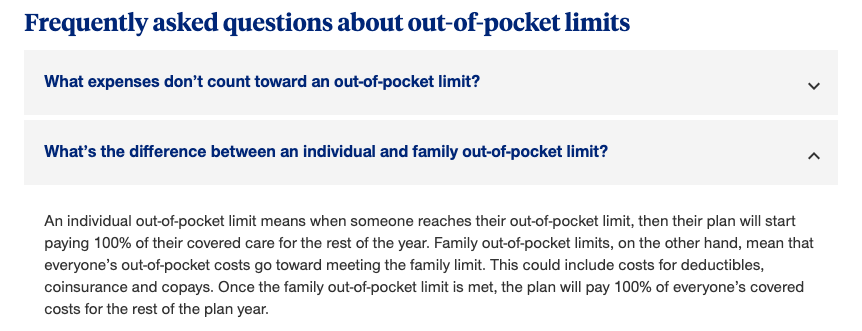 Frequently asked questions about out-of-pocket limits
What expenses don’t count toward an out-of-pocket limit?
What’s the difference between an individual and family out-of-pocket limit?
An individual out-of-pocket limit means when someone reaches their out-of-pocket limit, then their plan will start
paying 100% of their covered care for the rest of the year. Family out-of-pocket limits, on the other hand, mean that
everyone’s out-of-pocket costs go toward meeting the family limit. This could include costs for deductibles,
coinsurance and copays. Once the family out-of-pocket limit is met, the plan will pay 100% of everyone’s covered
costs for the rest of the plan year.